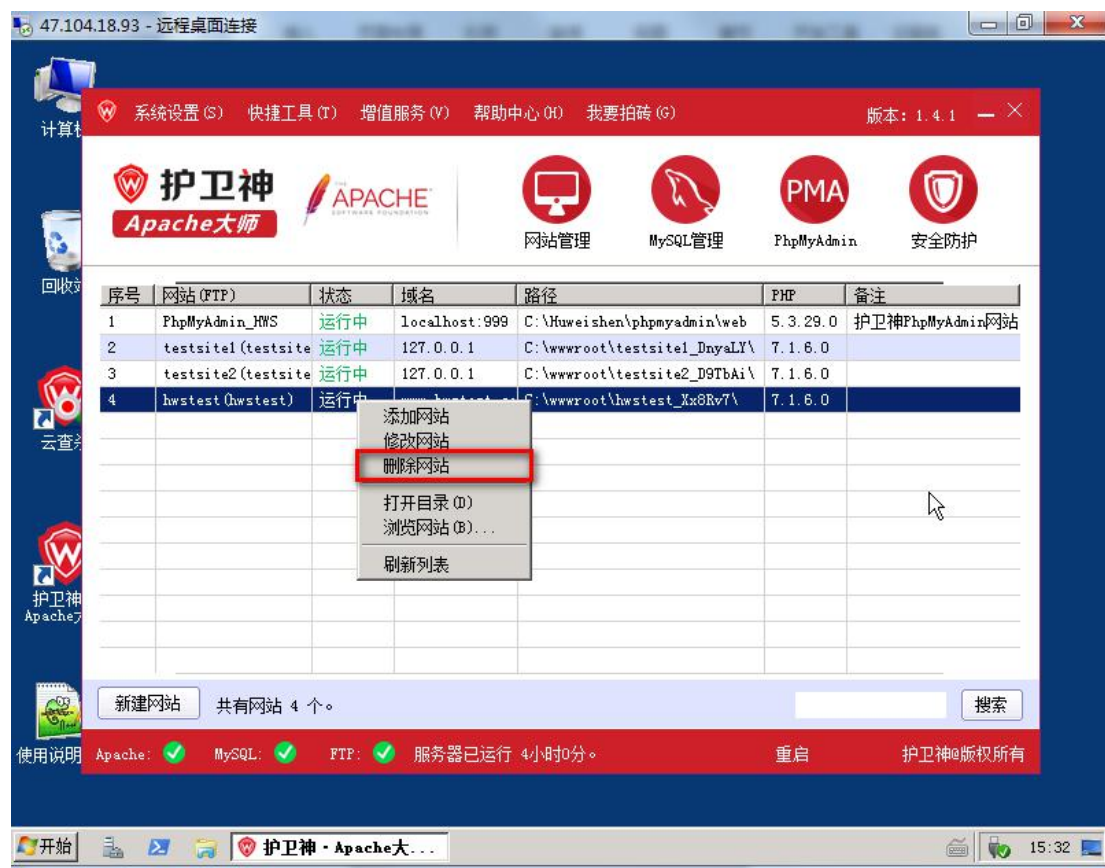 47.104.18.93 - 远程桌面连接
系统设置(S) 快捷工具(T) 增值服务(V) 帮助中心(H) 我要拍砖(G) 版本: 1.4.1
护卫神
Apache大师
THE
APACHE
SOFTWARE FOUNDATION
PMA
网站管理 MySQL管理 PhpMyAdmin 安全防护
序号 网站(FTP) 状态 域名 路径 PHP 备注
1 PhpMyAdmin_HWS 运行中 localhost:999 C:\Huweishen\phpmyadmin\web 5.3.29.0 护卫神PhpMyAdmin网站
2 testsite1(testsite 运行中 127.0.0.1 C:\wwwroot\testsite1_DnyaLY\ 7.1.6.0
3 testsite2(testsite 运行中 127.0.0.1 C:\wwwroot\testsite2_D9TbAi\ 7.1.6.0
4 hwstest(hwstest) 运行中 C:\wwwroot\hwstest_Xx8Rv7\ 7.1.6.0
添加网站
修改网站
删除网站
打开目录(D)
浏览网站(B)...
刷新列表
计算机
回收站
云查杀
护卫神
Apache大
使用说明
新建网站 共有网站 4 个。 搜索
Apache: MySQL: FTP: 服务器已运行 4小时0分。 重启 护卫神@版权所有
开始 护卫神·Apache大... 15:32